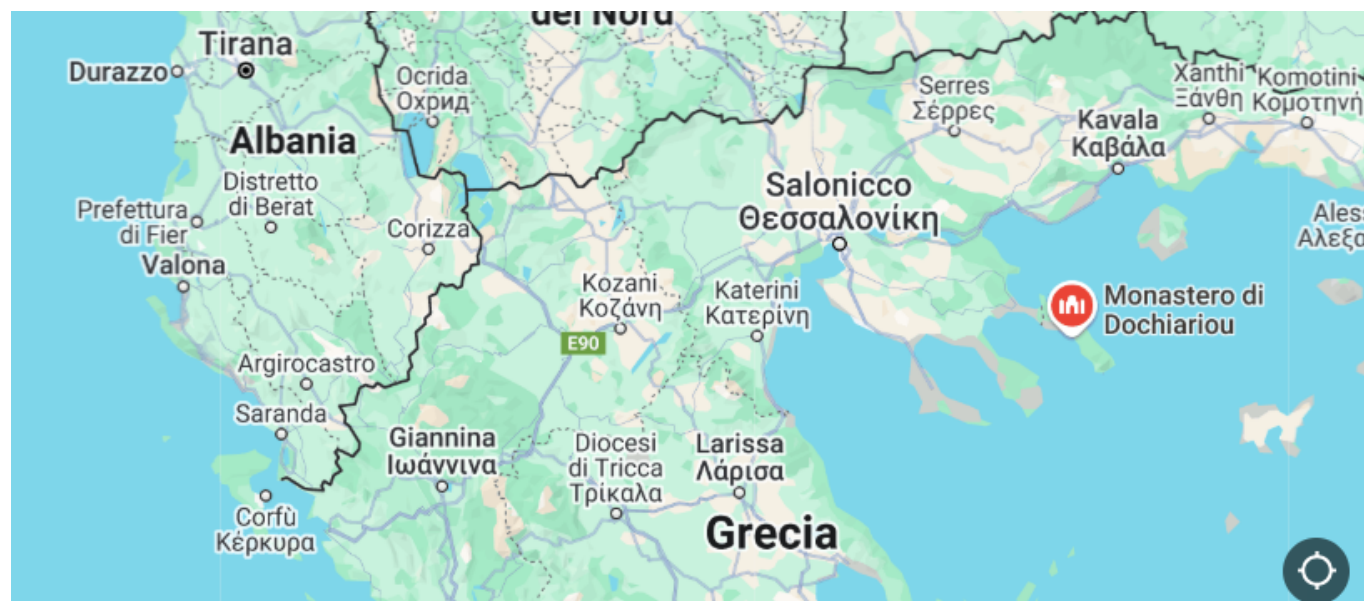 del Nord
Tirana
Durazzo
Ocrida
Охрид
Albania
Serres
Σέρρες
Xanthi
Ξάνθη
Komotini
Κομοτηνή
Kavala
Καβάλα
Distretto
di Berat
Prefettura
di Fier
Corizza
Valona
Salonicco
Θεσσαλονίκη
Kozani
Κοζάνη
Katerini
Κατερίνη
Monastero di
Dochiariou
E90
Argirocastro
Saranda
Giannina
Ιωάννινα
Diocesi
di Tricca
Τρίκαλα
Larissa
Λάρισα
Corfù
Κέρκυρα
Grecia